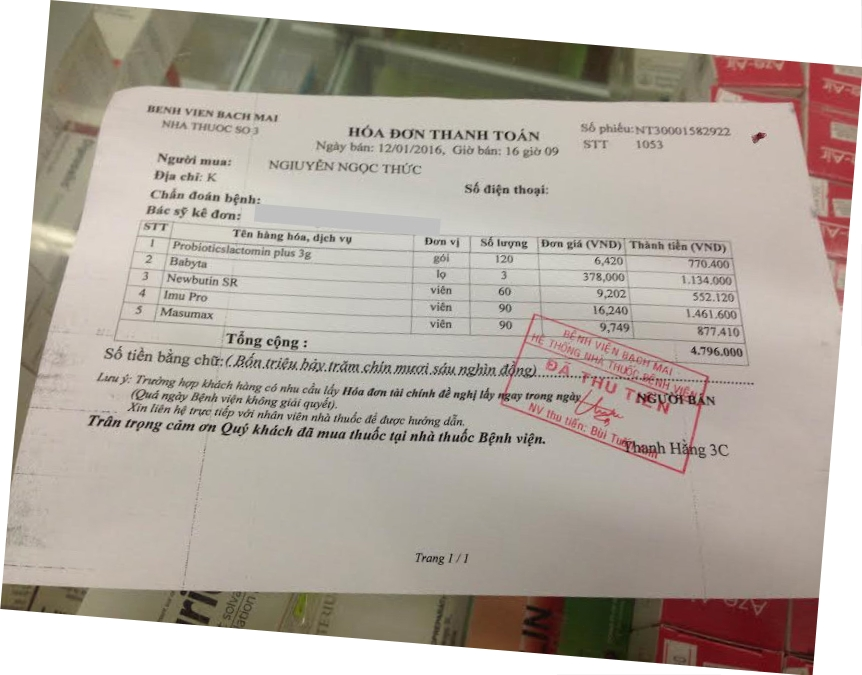 BENH VIEN BACH MAI
NHA THUOC SO 3
HÓA ĐƠN THANH TOÁN
Ngày bán: 12/01/2016, Giờ bán: 16 giờ 09
Số phiếu: NT30001582922
STT 1053
Người mua: NGIUYÊN NGỌC THỨC
Địa chỉ: K
Số điện thoại:
Chẩn đoán bệnh:
Bác sỹ kê đơn:
STT Tên hàng hóa, dịch vụ Đơn vị Số lượng Đơn giá (VND) Thành tiền (VND)
1 Probioticslactomin plus 3g gói 120 6,420 770.400
2 Babyta lọ 3 378,000 1.134.000
3 Newbutin SR viên 60 9,202 552.120
4 Imu Pro viên 90 16,240 1.461.600
5 Masumax viên 90 9,749 877.410
Tổng cộng : 4.796.000
Số tiền bằng chữ: ( Bốn triệu bảy trăm chín mươi sáu nghìn đồng)
Lưu ý: Trường hợp khách hàng có nhu cầu lấy Hóa đơn tài chính đề nghị lấy ngay trong ngày
(Quá ngày Bệnh viện không giải quyết).
Xin liên hệ trực tiếp với nhân viên nhà thuốc để được hướng dẫn.
Trân trọng cảm ơn Quý khách đã mua thuốc tại nhà thuốc Bệnh viện.
BỆNH VIỆN BẠCH MAI
HỆ THỐNG NHÀ THUỐC BỆNH VIỆN
ĐÃ THU TIỀN
NV thu tiền: Bùi
NGƯỜI BÁN
Thanh Hằng 3C
Trang 1 / 1